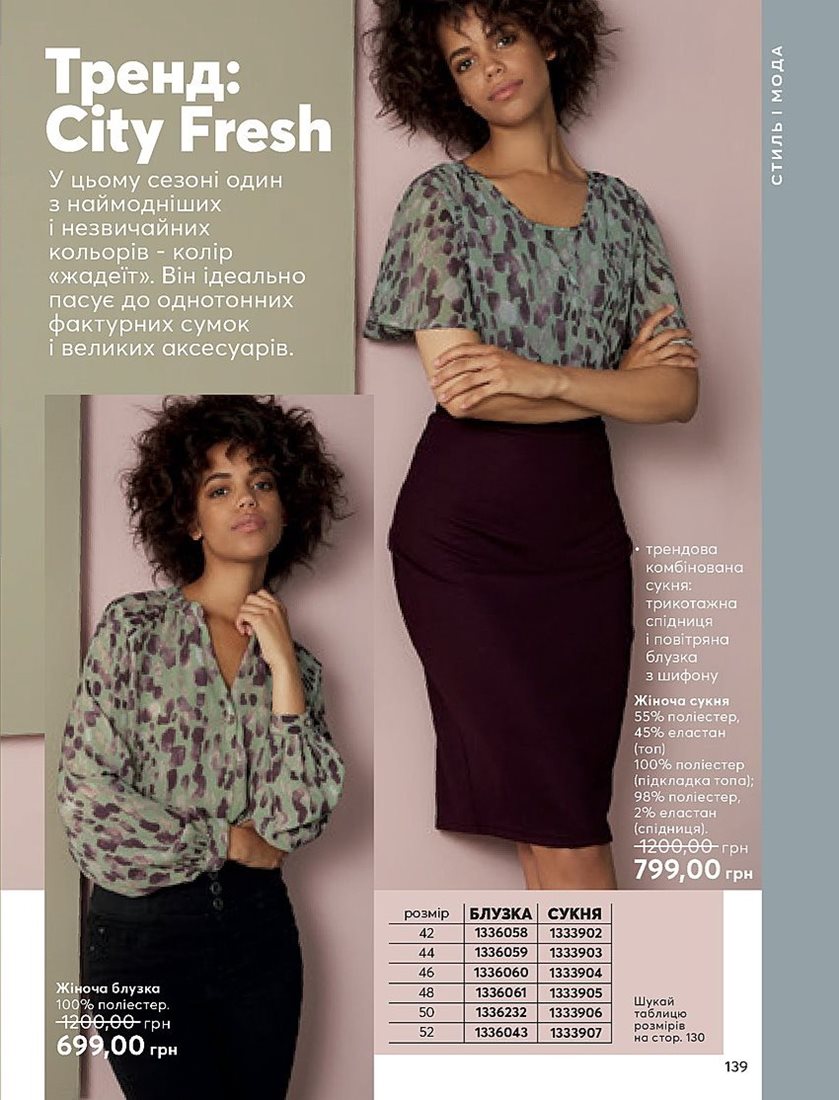 Тренд:
City Fresh
У цьому сезоні один
з наймодніших
і незвичайних
кольорів - колір
«жадеїт». Він ідеально
пасує до однотонних
фактурних сумок
і великих аксесуарів.
СТИЛЬ І МОДА
• трендова
комбінована
сукня:
трикотажна
спідниця
і повітряна
блузка
з шифону
Жіноча сукня
55% поліестер,
45% еластан
(топ)
100% поліестер
(підкладка топа);
98% поліестер,
2% еластан
(спідниця).
1200,00 грн
799,00 грн
розмір БЛУЗКА СУКНЯ
42 1336058 1333902
44 1336059 1333903
46 1336060 1333904
48 1336061 1333905
50 1336232 1333906
52 1336043 1333907
Шукай
таблицю
розмірів
на стор. 130
Жіноча блузка
100% поліестер.
1200,00 грн
699,00 грн
139